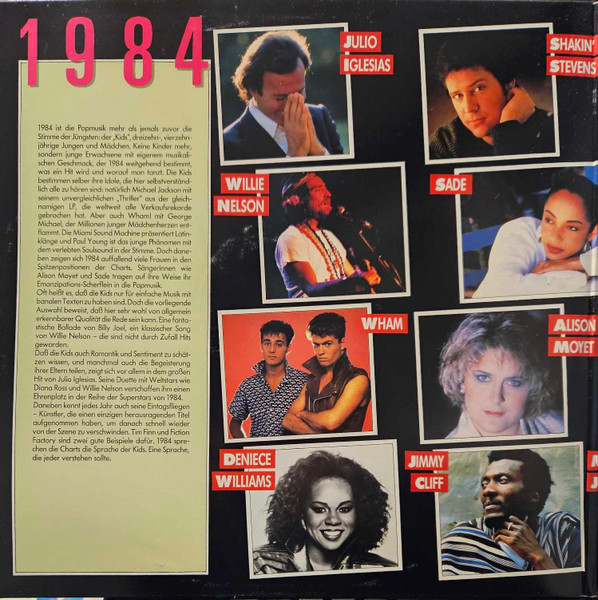 1984
1984 ist die Popmusik mehr als jemals zuvor die
Stimme der Jüngsten: der „Kids", dreizehn-, vierzehn-
jährige Jungen und Mädchen. Keine Kinder mehr,
sondern junge Erwachsene mit eigenem musikali-
schen Geschmack, der 1984 weitgehend bestimmt,
was ein Hit wird und worauf man tanzt. Die Kids
bestimmen selber ihre Idole, die hier selbstverständ-
lich alle zu hören sind: natürlich Michael Jackson mit
seinem unvergleichlichen „Thriller" aus der gleich-
namigen LP, die weltweit alle Verkaufsrekorde
gebrochen hat. Aber auch Wham! mit George
Michael, der Millionen junger Mädchenherzen ent-
flammt. Die Miami Sound Machine präsentiert Latin-
klänge und Paul Young ist das junge Phänomen mit
dem verlebten Soulsound in der Stimme. Doch dane-
ben zeigen sich 1984 auffallend viele Frauen in den
Spitzenpositionen der Charts. Sängerinnen wie
Alison Moyet und Sade tragen auf ihre Weise ihr
Emanzipations-Scherflein in die Popmusik.
Oft heißt es, daß die Kids nur für einfache Musik mit
banalen Texten zu haben sind. Doch die vorliegende
Auswahl beweist, daß hier sehr wohl von allgemein
erkennbarer Qualität die Rede sein kann. Eine fanta-
stische Ballade von Billy Joel, ein klassischer Song
von Willie Nelson – die sind nicht durch Zufall Hits
geworden.
Daß die Kids auch Romantik und Sentiment zu schät-
zen wissen, und manchmal auch die Begeisterung
ihrer Eltern teilen, zeigt sich vor allem in dem großen
Hit von Julio Iglesias. Seine Duette mit Weltstars wie
Diana Ross und Willie Nelson verschaffen ihm einen
Ehrenplatz in der Reihe der Superstars von 1984.
Daneben kennt jedes Jahr auch seine Eintagsfliegen
– Künstler, die einen einzigen herausragenden Titel
aufgenommen haben, um danach schnell wieder
von der Szene zu verschwinden. Tim Finn und Fiction
Factory sind zwei gute Beispiele dafür. 1984 spre-
chen die Charts die Sprache der Kids. Eine Sprache,
die jeder verstehen sollte.
JULIO
IGLESIAS
SHAKIN'
STEVENS
WILLIE
NELSON
SADE
WHAM
ALISON
MOYET
DENIECE
WILLIAMS
JIMMY
CLIFF